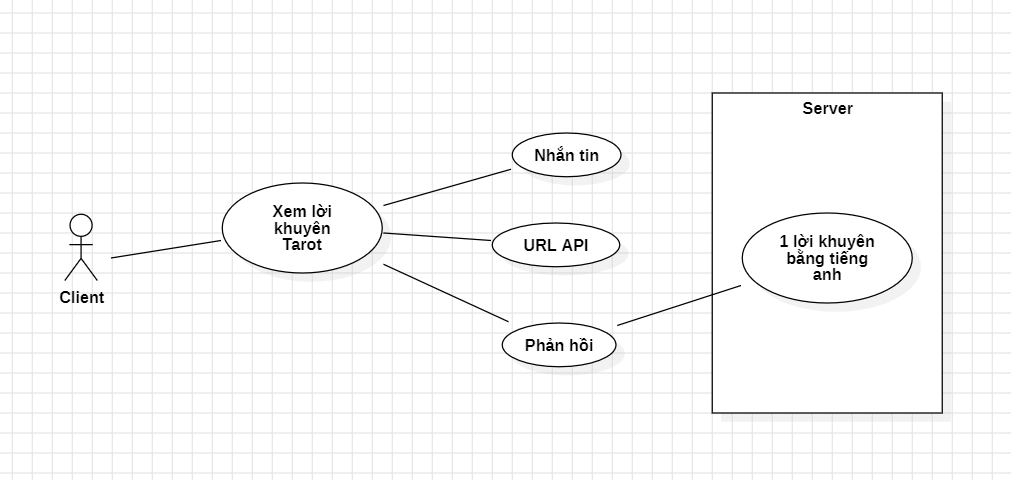 Client
Xem lời
khuyên
Tarot
Nhắn tin
URL API
Phản hồi
Server
1 lời khuyên
bằng tiếng
anh